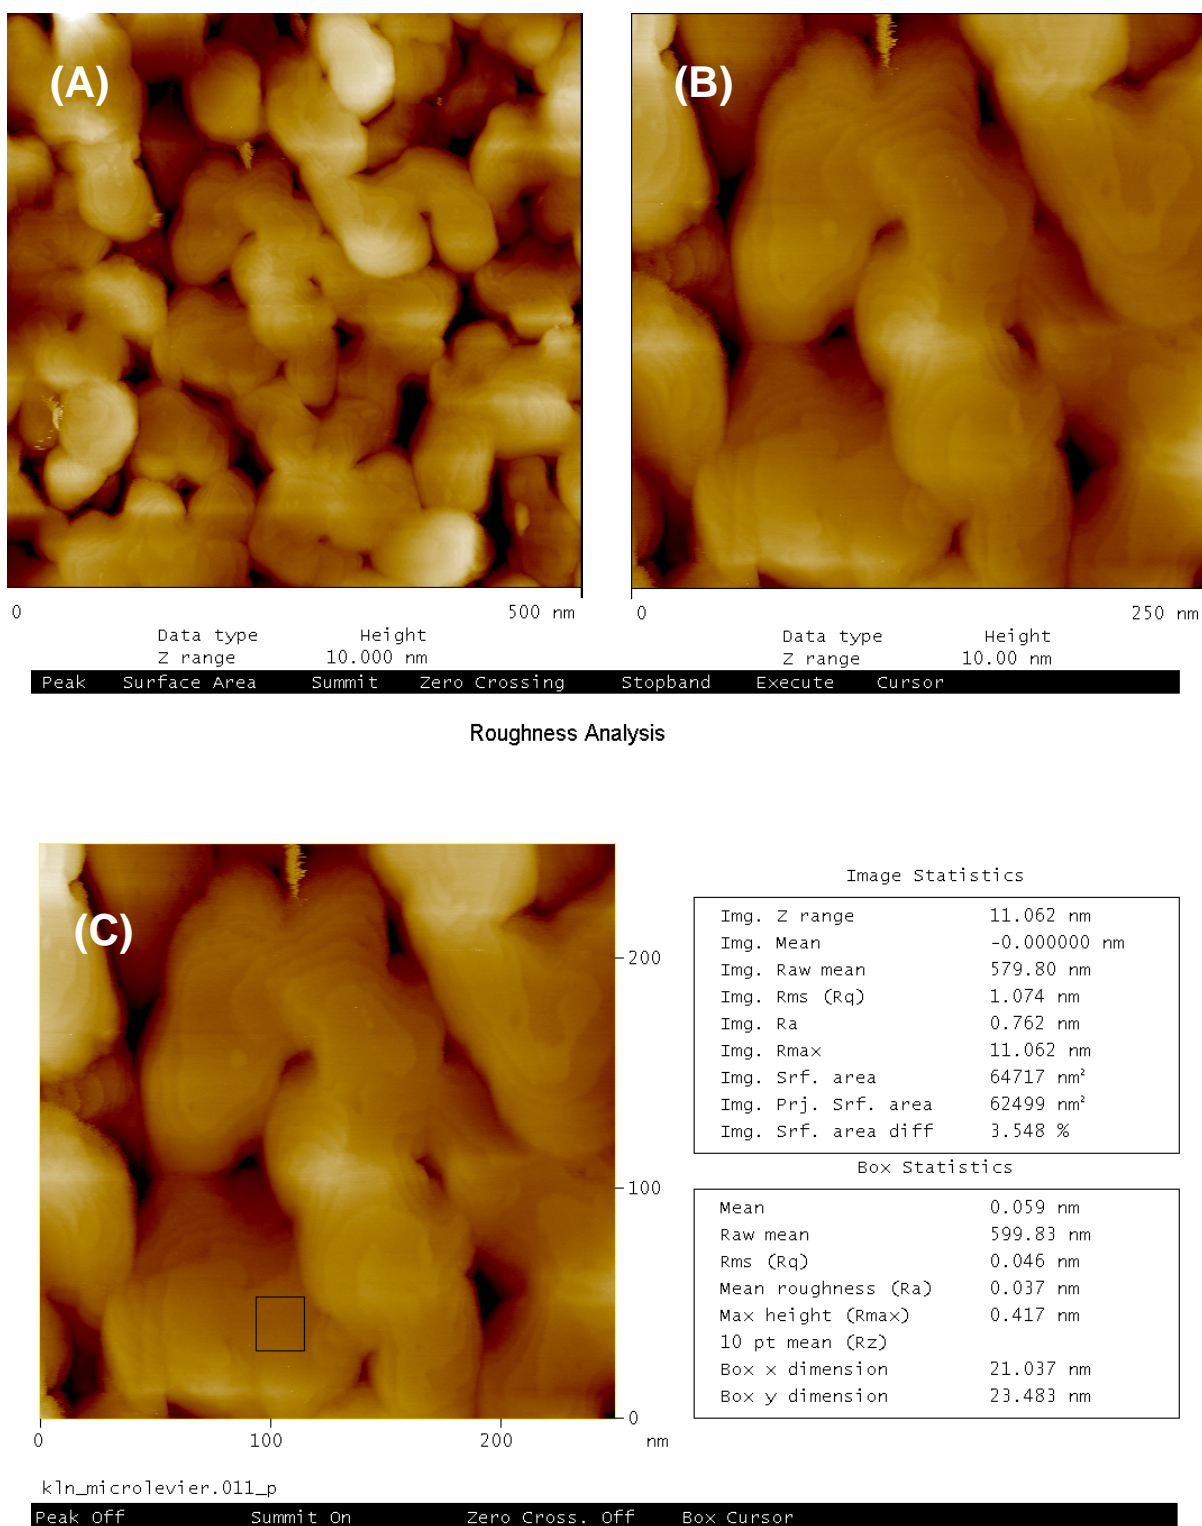 (A)
(B)
0 500 nm
0 250 nm
Data type Height
Z range 10.000 nm
Data type Height
Z range 10.00 nm
Peak Surface Area Summit Zero Crossing Stopband Execute Cursor
Roughness Analysis
(C)
200
100
0
0 100 200 nm
Image Statistics
Img. Z range 11.062 nm
Img. Mean -0.000000 nm
Img. Raw mean 579.80 nm
Img. Rms (Rq) 1.074 nm
Img. Ra 0.762 nm
Img. Rmax 11.062 nm
Img. Srf. area 64717 nm²
Img. Prj. Srf. area 62499 nm²
Img. Srf. area diff 3.548 %
Box Statistics
Mean 0.059 nm
Raw mean 599.83 nm
Rms (Rq) 0.046 nm
Mean roughness (Ra) 0.037 nm
Max height (Rmax) 0.417 nm
10 pt mean (Rz)
Box x dimension 21.037 nm
Box y dimension 23.483 nm
kln_microlevier.011_p
Peak Off Summit On Zero Cross. Off Box Cursor